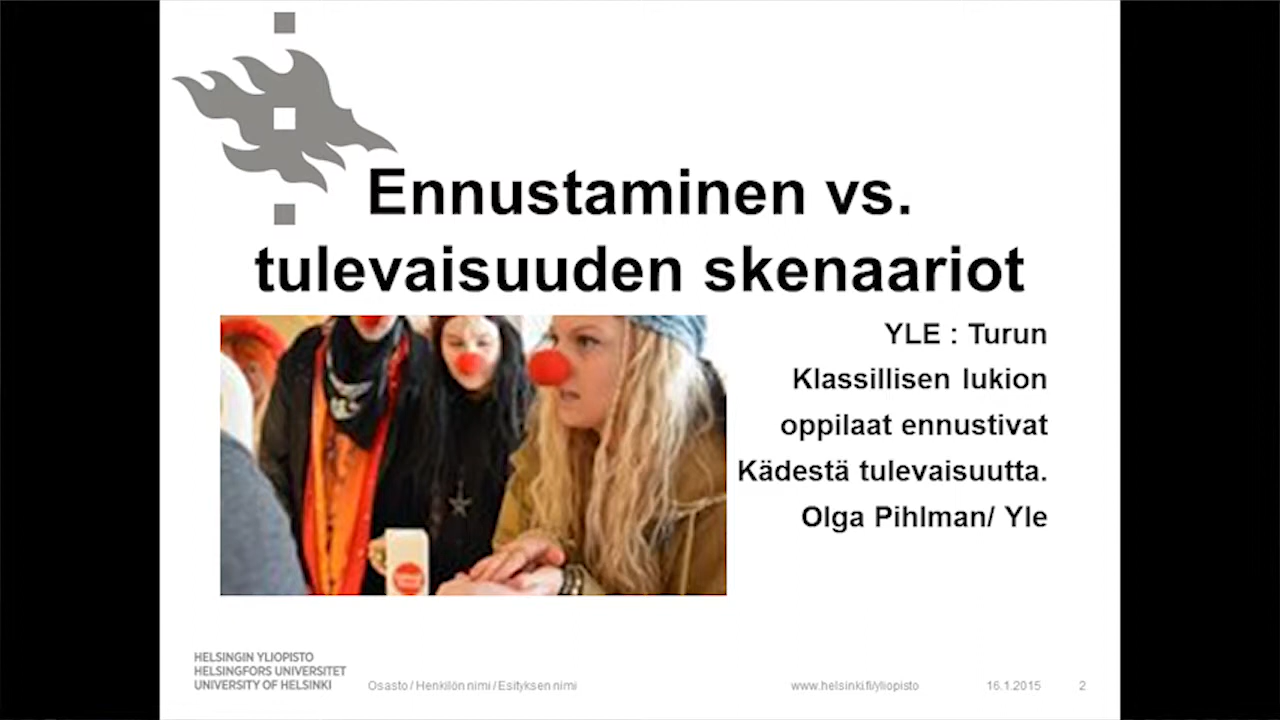 Ennustaminen vs.
tulevaisuuden skenaariot
YLE : Turun
Klassillisen lukion
oppilaat ennustivat
Kädestä tulevaisuutta.
Olga Pihlman/ Yle
HELSINGIN YLIOPISTO
HELSINGFORS UNIVERSITET
UNIVERSITY OF HELSINKI
Osasto / Henkilön nimi / Esityksen nimi
www.helsinki.fi/yliopisto
16.1.2015
2